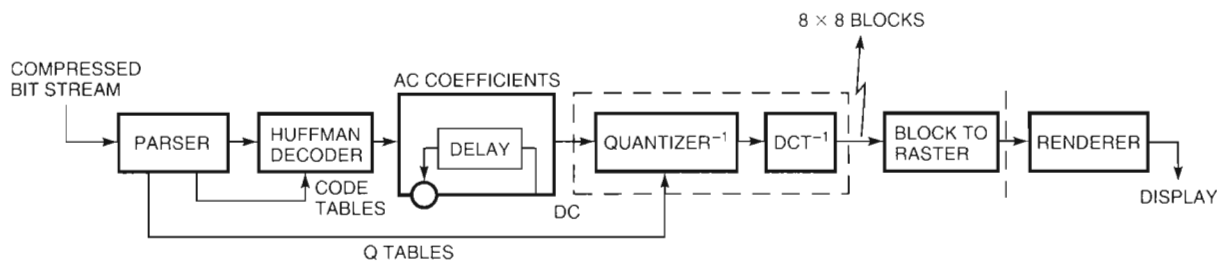 8 × 8 BLOCKS
COMPRESSED
BIT STREAM
AC COEFFICIENTS
PARSER
HUFFMAN
DECODER
DELAY
QUANTIZER⁻¹
DCT⁻¹
BLOCK TO
RASTER
RENDERER
CODE
TABLES
DC
DISPLAY
Q TABLES